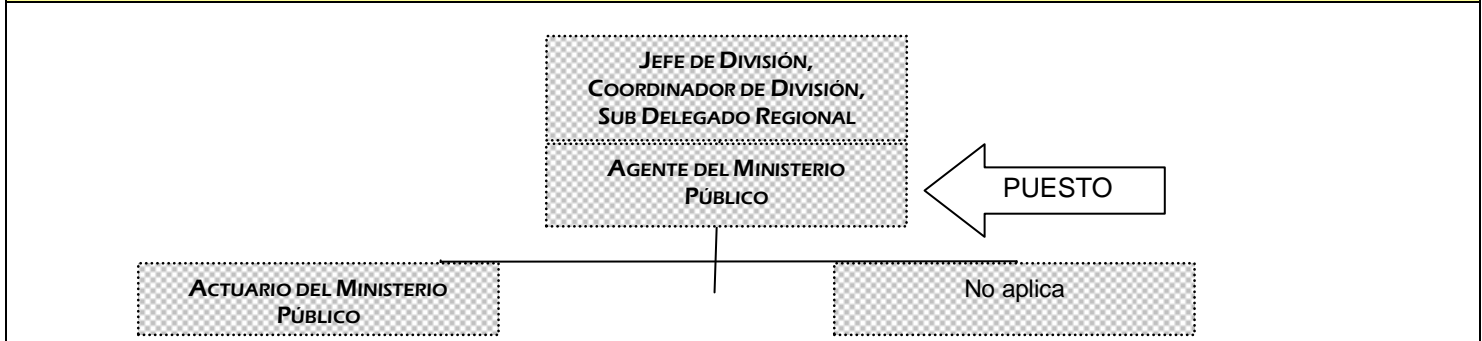 JEFE DE DIVISIÓN,
COORDINADOR DE DIVISIÓN,
SUB DELEGADO REGIONAL
AGENTE DEL MINISTERIO
PÚBLICO
PUESTO
ACTUARIO DEL MINISTERIO
PÚBLICO
No aplica